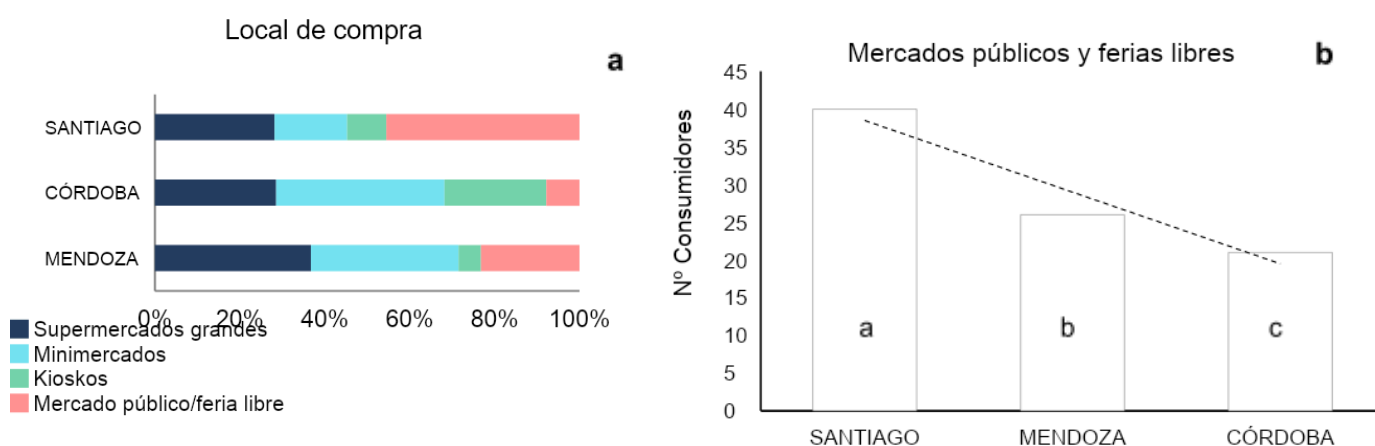 Local de compra
a
SANTIAGO
CÓRDOBA
MENDOZA
0% 20% 40% 60% 80% 100%
Supermercados grandes
Minimercados
Kioskos
Mercado público/feria libre
Mercados públicos y ferias libres
b
Nº Consumidores
45
40
35
30
25
20
15
10
5
0
a
b
c
SANTIAGO
MENDOZA
CÓRDOBA